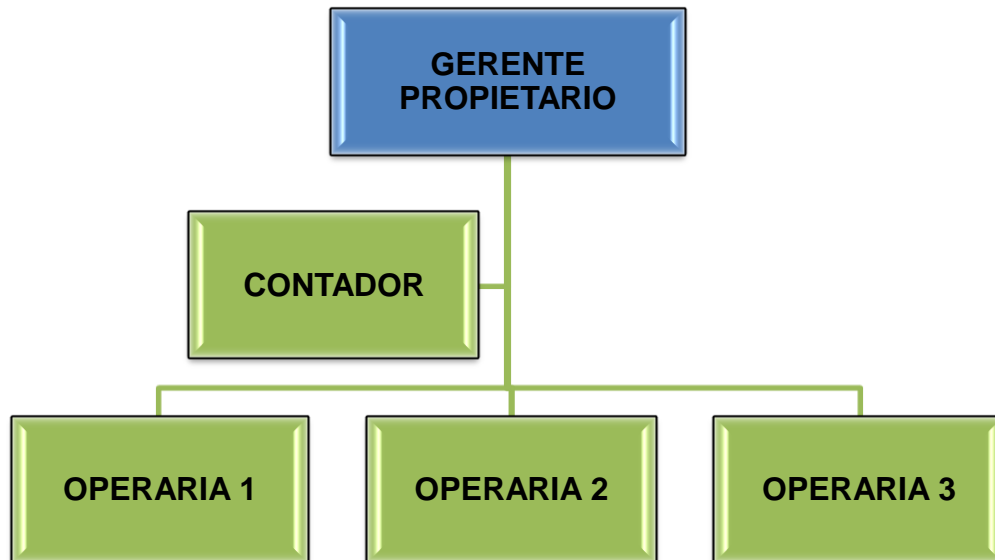 GERENTE
PROPIETARIO
CONTADOR
OPERARIA 1
OPERARIA 2
OPERARIA 3